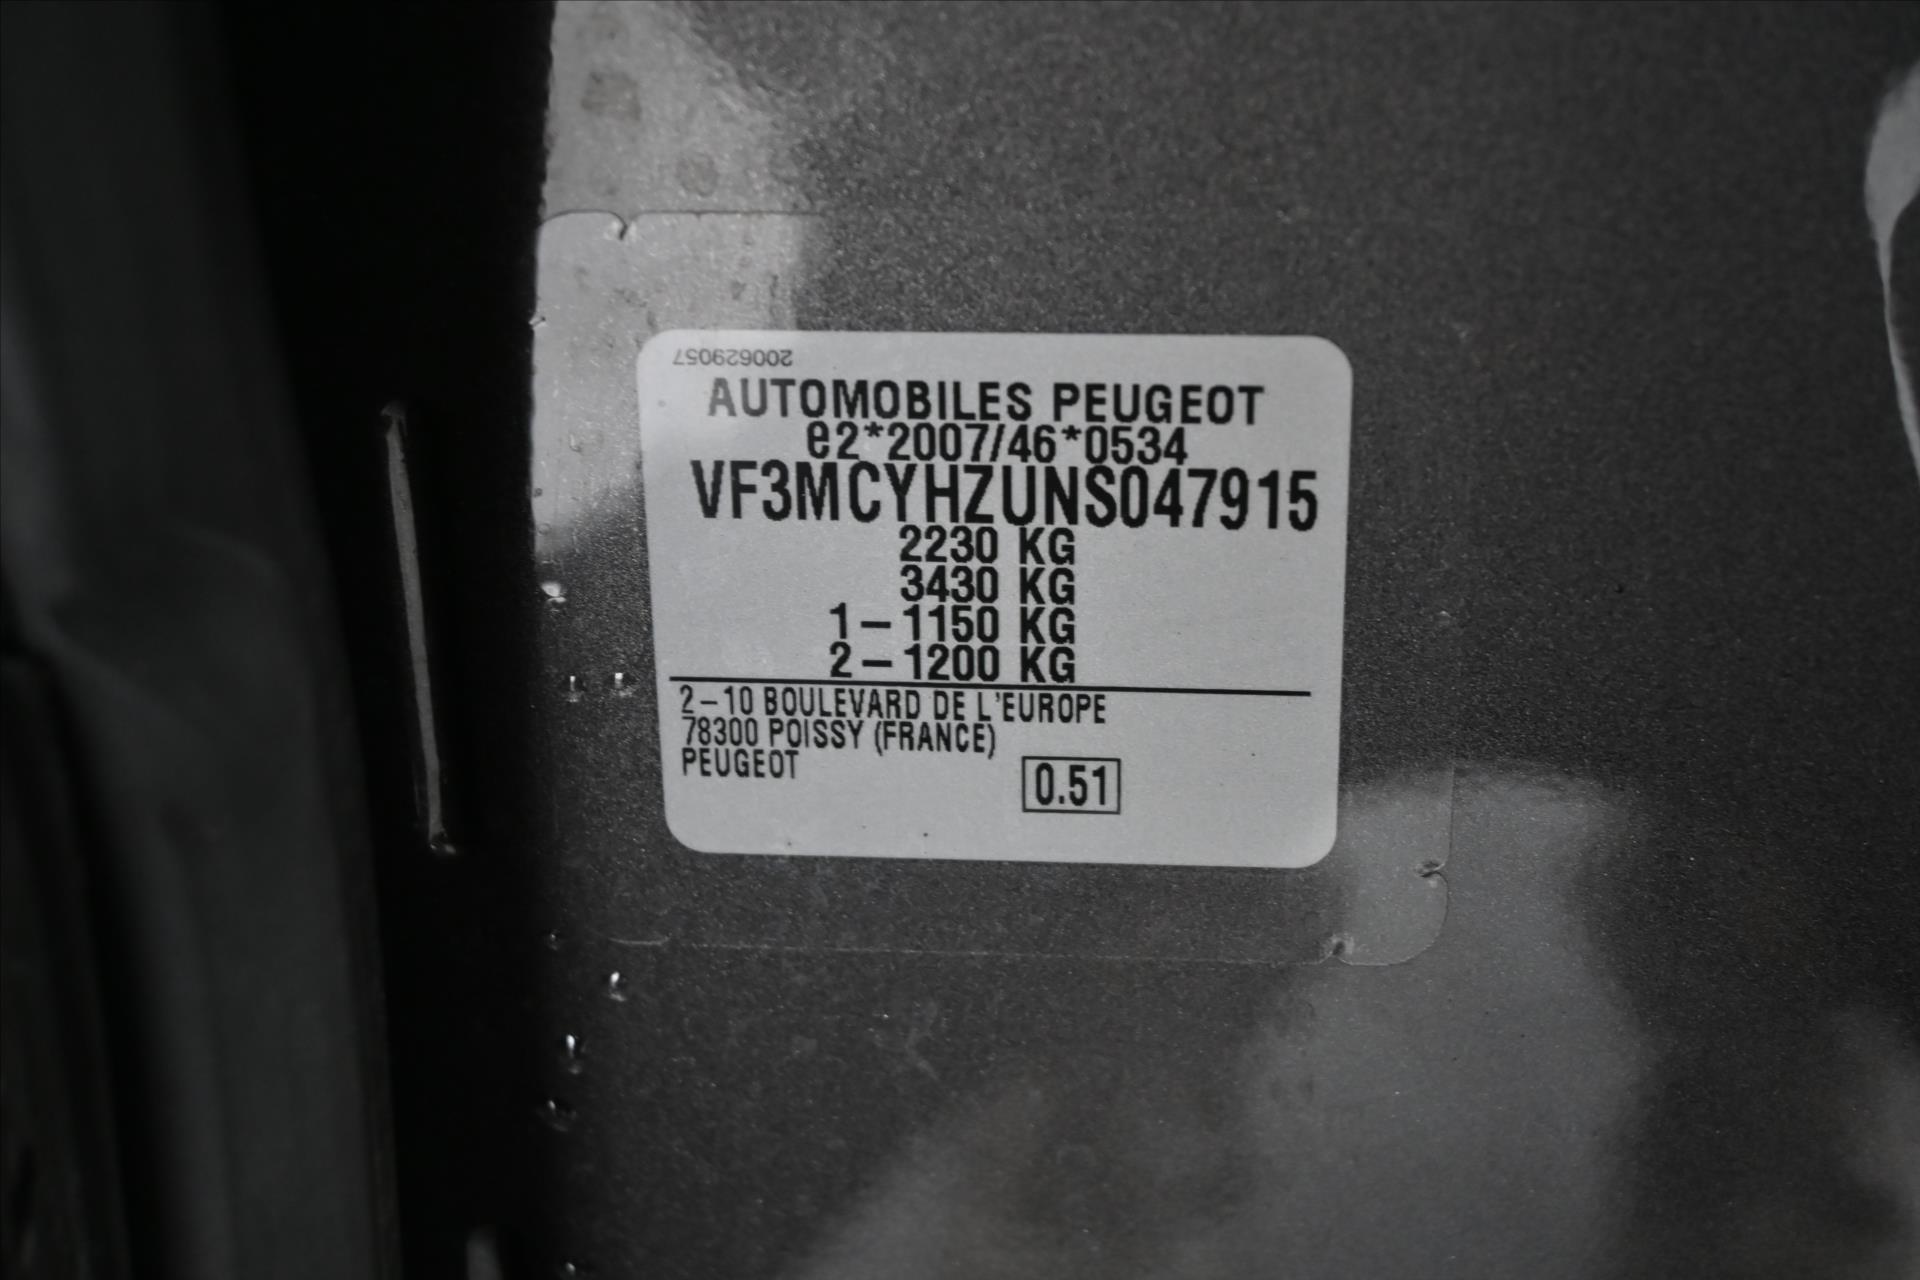 200629057
AUTOMOBILES PEUGEOT
e2*2007/46*0534
VF3MCYHZUNS047915
2230 KG
3430 KG
1-1150 KG
2-1200 KG
2-10 BOULEVARD DE L'EUROPE
78300 POISSY (FRANCE)
PEUGEOT
0.51